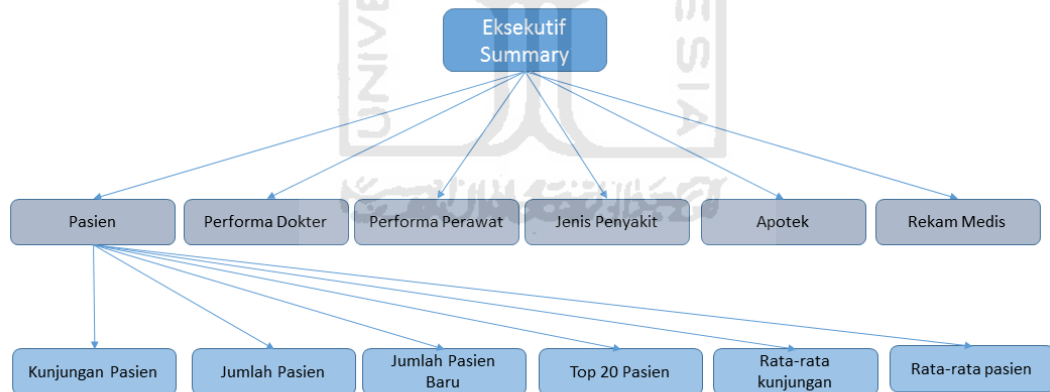 Eksekutif
Summary
Pasien
Performa Dokter
Performa Perawat
Jenis Penyakit
Apotek
Rekam Medis
Kunjungan Pasien
Jumlah Pasien
Jumlah Pasien
Baru
Top 20 Pasien
Rata-rata
kunjungan
Rata-rata pasien